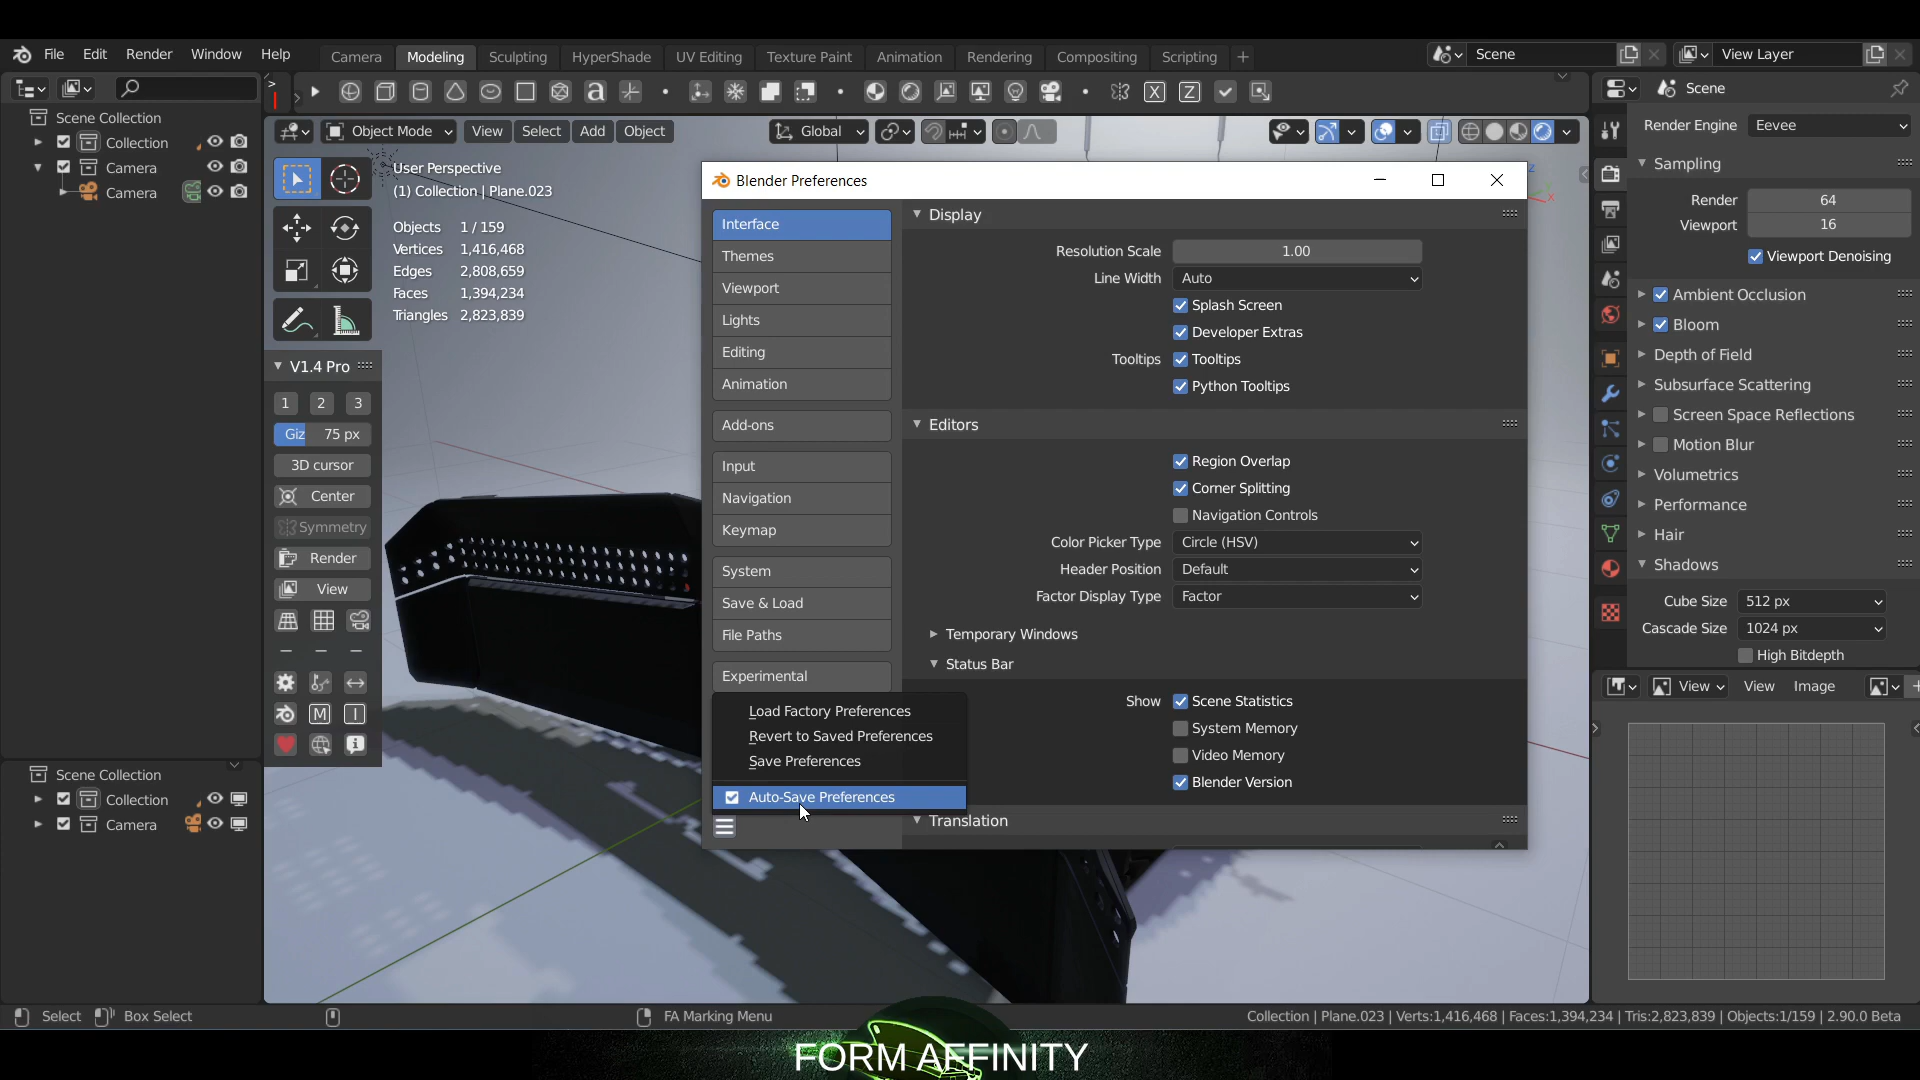 File Edit Render Window Help
Camera Modeling Sculpting HyperShade UV Editing Texture Paint Animation Rendering Compositing Scripting +
Scene View Layer
Scene Collection
Collection
Camera
Camera
Object Mode View Select Add Object
Global
User Perspective
(1) Collection | Plane.023
Objects 1 / 159
Vertices 1,416,468
Edges 2,808,659
Faces 1,394,234
Triangles 2,823,839
V1.4 Pro
1 2 3
Giz 75 px
3D cursor
Center
Symmetry
Render
View
M I
Blender Preferences
Interface
Themes
Viewport
Lights
Editing
Animation
Add-ons
Input
Navigation
Keymap
System
Save & Load
File Paths
Experimental
Load Factory Preferences
Revert to Saved Preferences
Save Preferences
Auto-Save Preferences
Display
Resolution Scale 1.00
Line Width Auto
Splash Screen
Developer Extras
Tooltips Tooltips
Python Tooltips
Editors
Region Overlap
Corner Splitting
Navigation Controls
Color Picker Type Circle (HSV)
Header Position Default
Factor Display Type Factor
Temporary Windows
Status Bar
Show Scene Statistics
System Memory
Video Memory
Blender Version
Translation
Scene
Render Engine Eevee
Sampling
Render 64
Viewport 16
Viewport Denoising
Ambient Occlusion
Bloom
Depth of Field
Subsurface Scattering
Screen Space Reflections
Motion Blur
Volumetrics
Performance
Hair
Shadows
Cube Size 512 px
Cascade Size 1024 px
High Bitdepth
View View Image
Scene Collection
Collection
Camera
Select Box Select FA Marking Menu
Collection | Plane.023 | Verts:1,416,468 | Faces:1,394,234 | Tris:2,823,839 | Objects:1/159 | 2.90.0 Beta
FORM AFFINITY